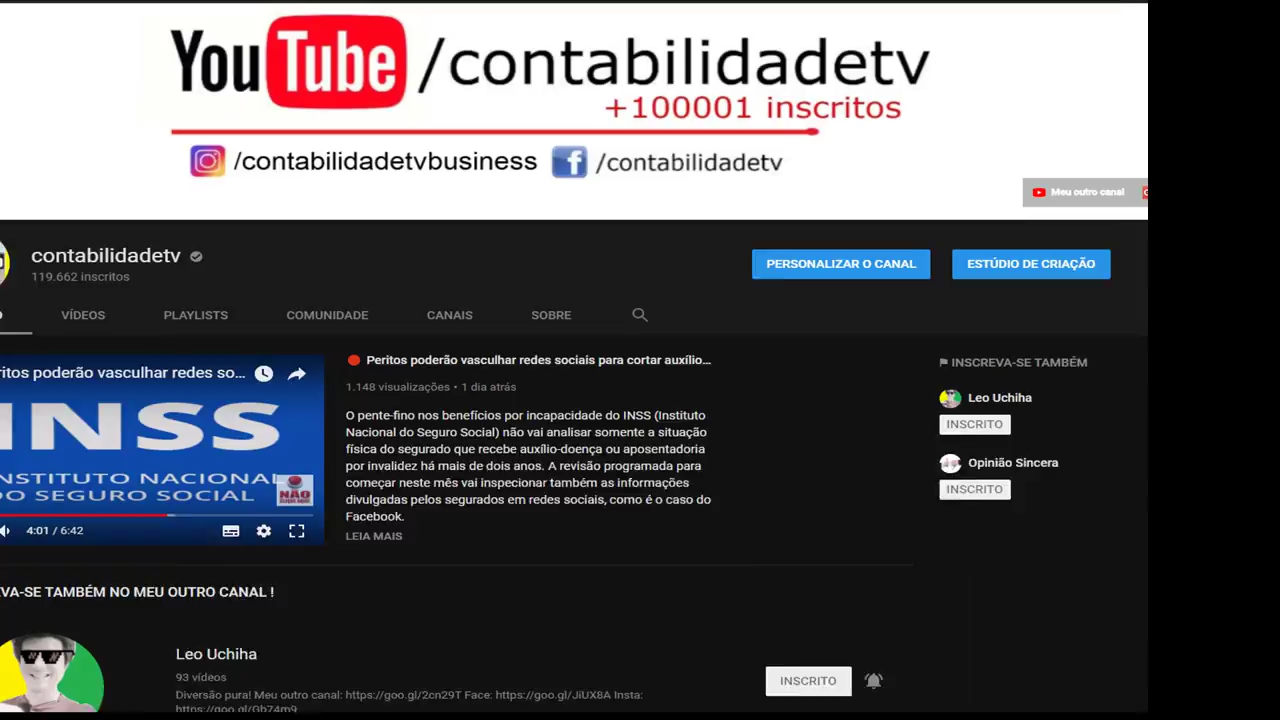 YouTube /contabilidadetv
+100001 inscritos
/contabilidadetvbusiness /contabilidadetv
Meu outro canal
contabilidadetv
119.662 inscritos
PERSONALIZAR O CANAL ESTÚDIO DE CRIAÇÃO
VÍDEOS PLAYLISTS COMUNIDADE CANAIS SOBRE
ritos poderão vasculhar redes so...
INSS
INSTITUTO NACIONAL
DO SEGURO SOCIAL
NÃO
4:01 / 6:42
Peritos poderão vasculhar redes sociais para cortar auxílio...
1.148 visualizações • 1 dia atrás
O pente-fino nos benefícios por incapacidade do INSS (Instituto
Nacional do Seguro Social) não vai analisar somente a situação
física do segurado que recebe auxílio-doença ou aposentadoria
por invalidez há mais de dois anos. A revisão programada para
começar neste mês vai inspecionar também as informações
divulgadas pelos segurados em redes sociais, como é o caso do
Facebook.
LEIA MAIS
INSCREVA-SE TAMBÉM
Leo Uchiha
INSCRITO
Opinião Sincera
INSCRITO
VA-SE TAMBÉM NO MEU OUTRO CANAL !
Leo Uchiha
93 vídeos
Diversão pura! Meu outro canal: https://goo.gl/2cn29T Face: https://goo.gl/JiUX8A Insta:
https://goo.gl/Gb74m9
INSCRITO